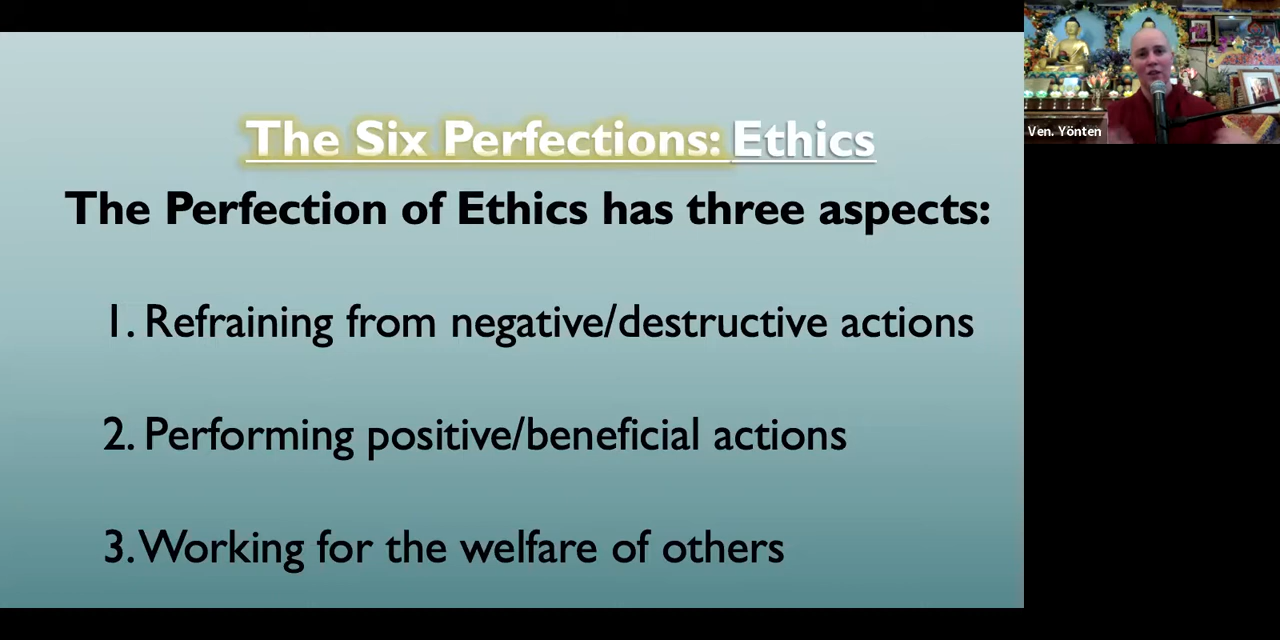 The Six Perfections: Ethics
The Perfection of Ethics has three aspects:
1. Refraining from negative/destructive actions
2. Performing positive/beneficial actions
3. Working for the welfare of others
Ven. Yönten